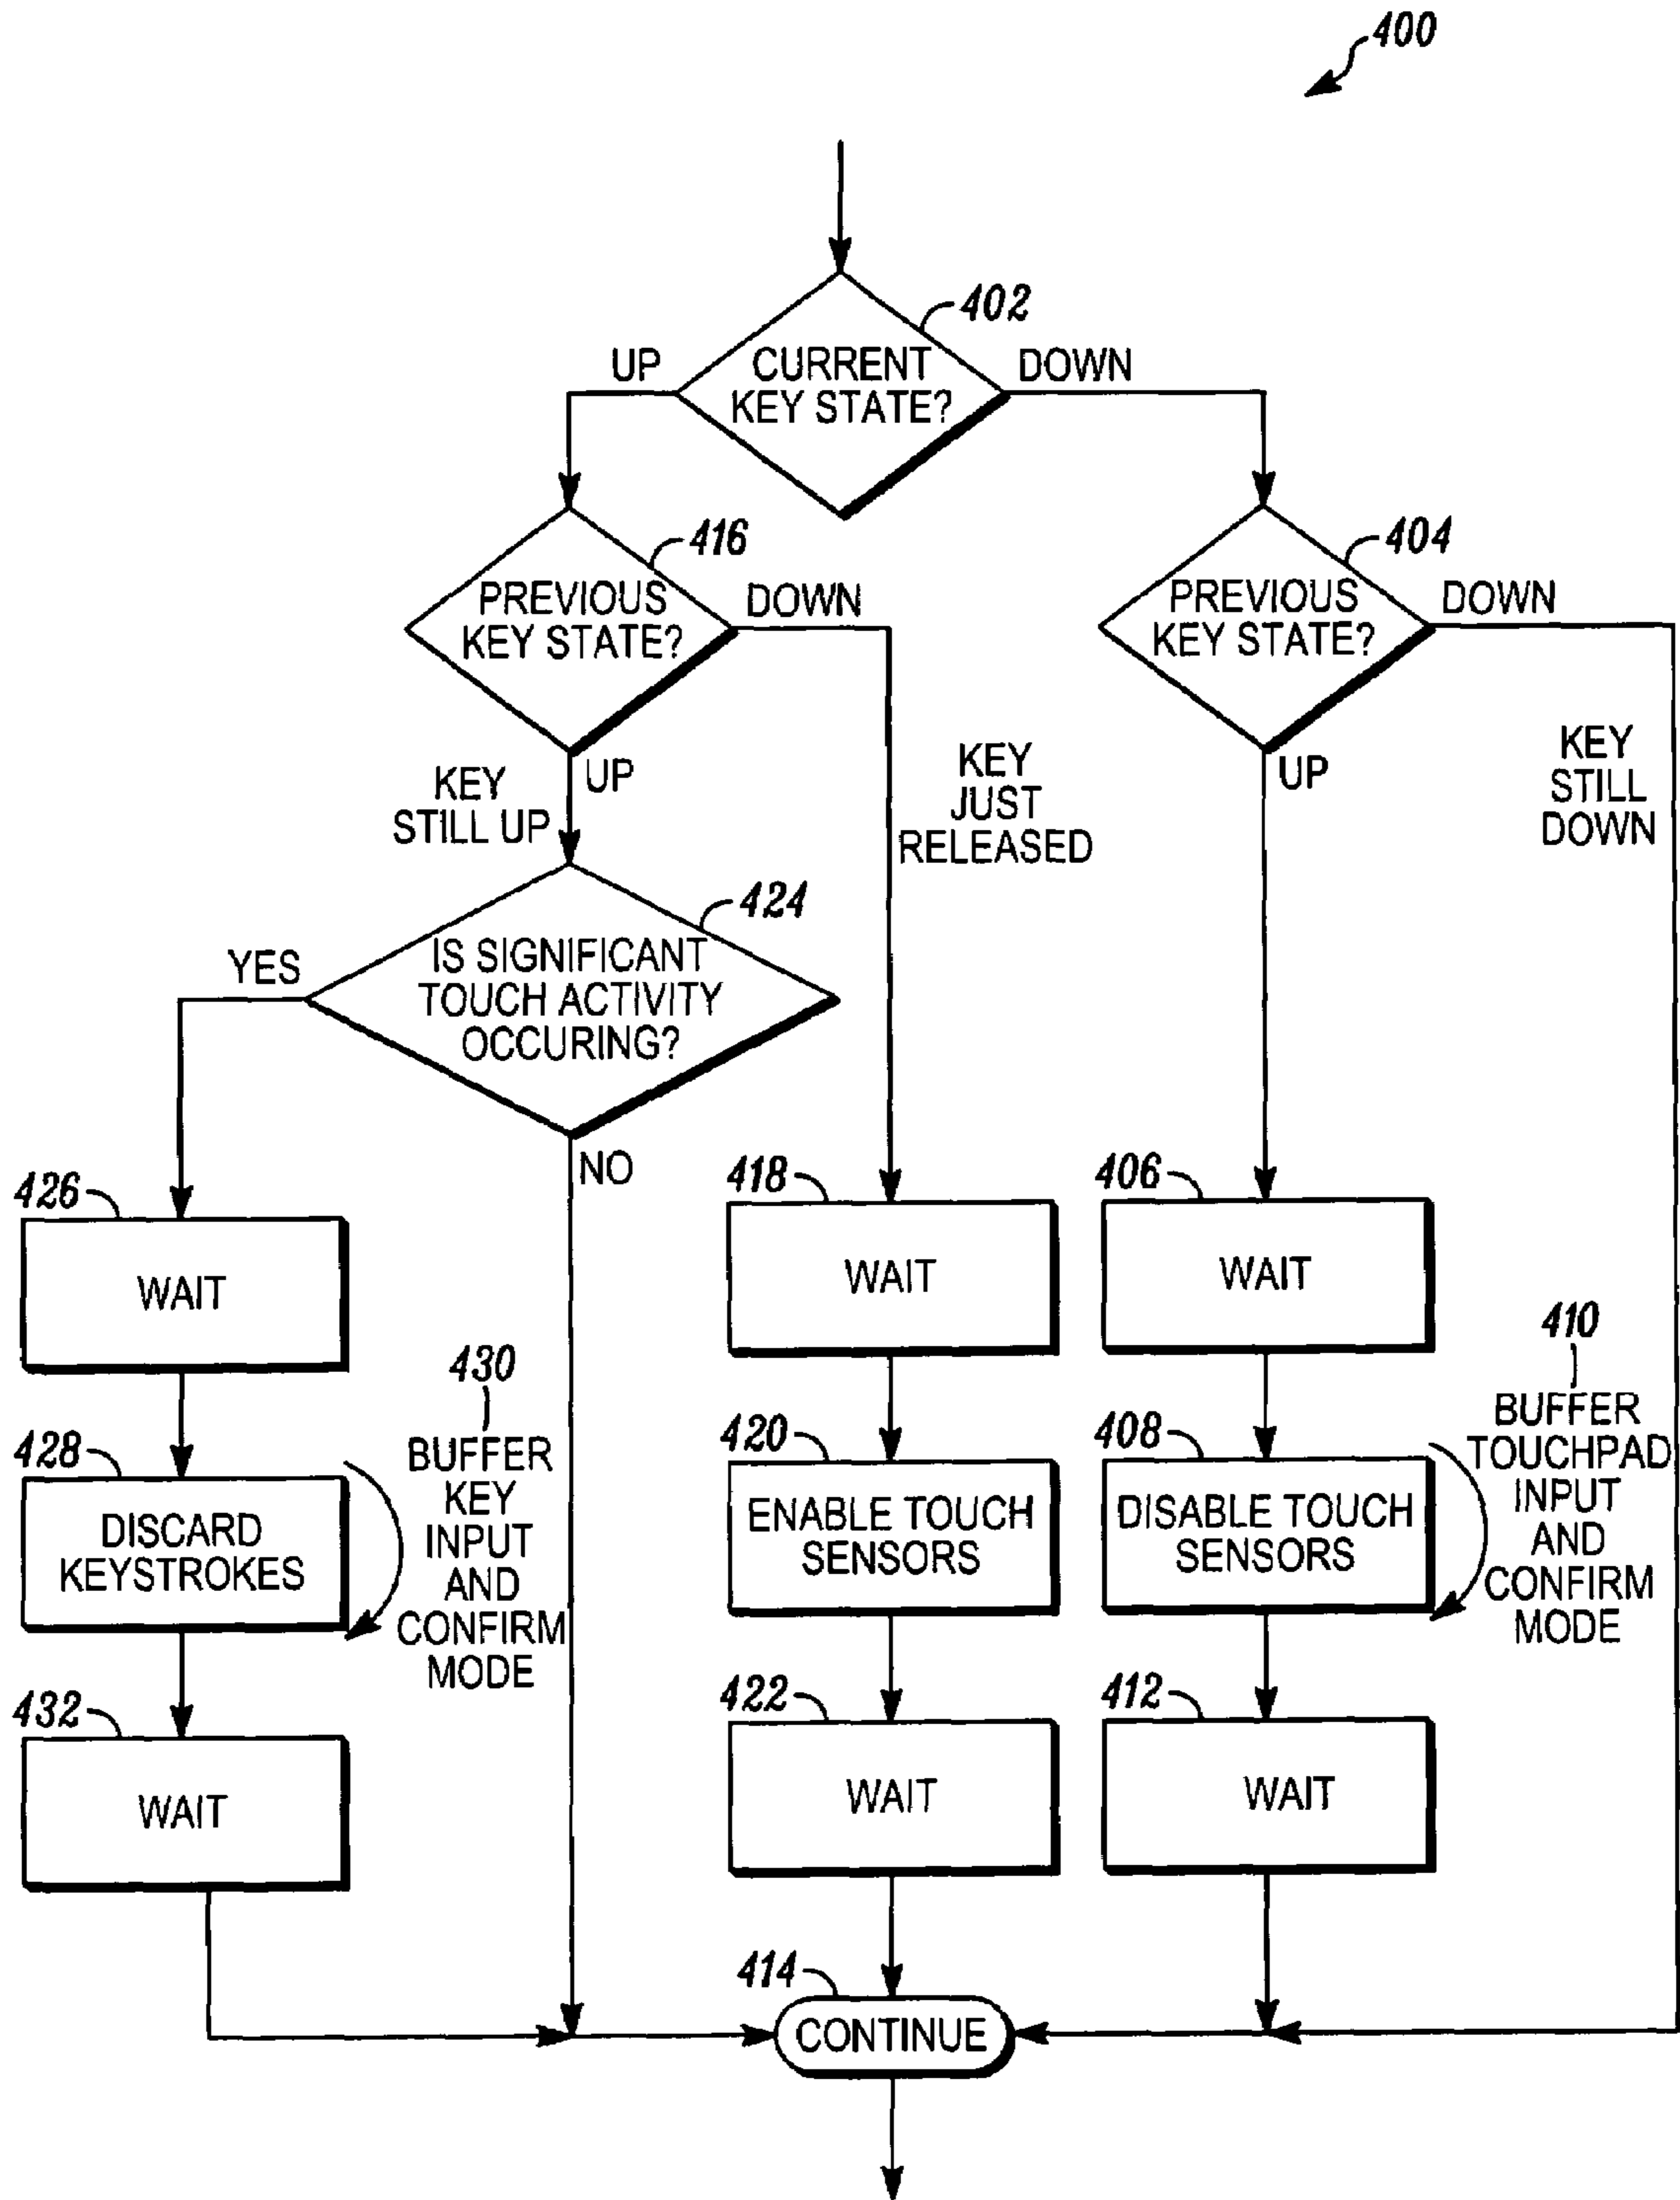 400
402
UP
CURRENT
KEY STATE?
DOWN
416
PREVIOUS
KEY STATE?
DOWN
404
PREVIOUS
KEY STATE?
DOWN
KEY
STILL UP
UP
KEY
JUST
RELEASED
UP
KEY
STILL
DOWN
424
YES
IS SIGNIFICANT
TOUCH ACTIVITY
OCCURING?
NO
426
WAIT
418
WAIT
406
WAIT
428
DISCARD
KEYSTROKES
430
BUFFER
KEY
INPUT
AND
CONFIRM
MODE
420
ENABLE TOUCH
SENSORS
408
DISABLE TOUCH
SENSORS
410
BUFFER
TOUCHPAD
INPUT
AND
CONFIRM
MODE
432
WAIT
422
WAIT
412
WAIT
414
CONTINUE